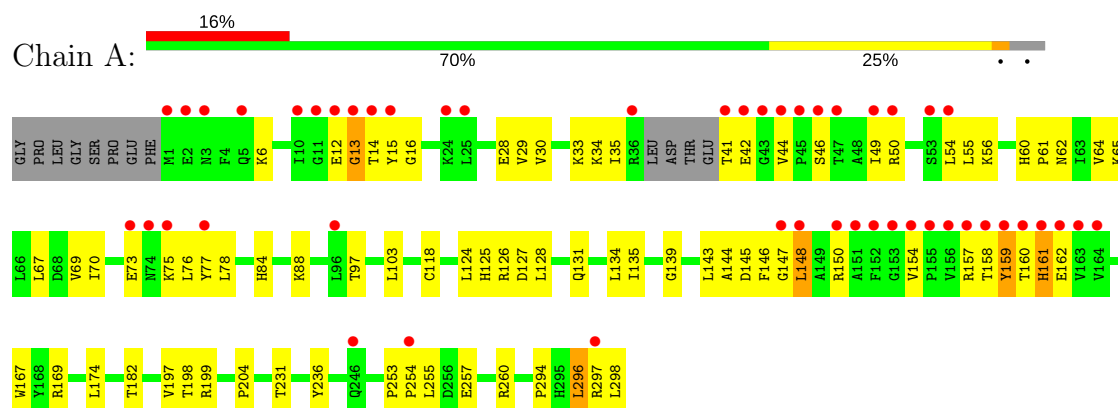 16%
Chain A:
70% 25% • •
GLY PRO LEU GLY SER PRO GLU PHE M1 E2 N3 F4 Q5 K6 I10 G11 E12 G13 T14 Y15 G16 K24 L25 E28 V29 V30 K33 K34 I35 R36 LEU ASP THR GLU T41 E42 G43 V44 P45 S46 T47 A48 I49 R50 S53 L54 L55 K56 H60 P61 N62 I63 V64 K65
L66 L67 D68 V69 I70 E73 N74 K75 L76 Y77 L78 H84 K88 L96 T97 L103 C118 L124 H125 R126 D127 L128 Q131 L134 I135 G139 L143 A144 D145 F146 G147 L148 A149 R150 A151 F152 G153 V154 P155 V156 R157 T158 Y159 T160 H161 E162 V163 V164
W167 Y168 R169 L174 T182 V197 T198 R199 P204 T231 Y236 Q246 P253 P254 L255 D256 E257 R260 P294 H295 L296 R297 L298